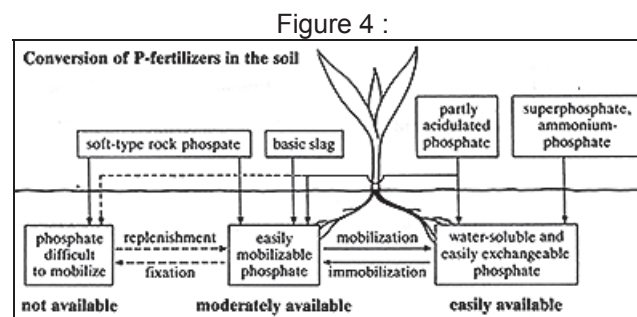 Figure 4 :
Conversion of P-fertilizers in the soil
soft-type rock phospate
basic slag
partly
acidulated
phosphate
superphosphate,
ammonium-
phosphate
phosphate
difficult
to mobilize
replenishment
fixation
easily
mobilizable
phosphate
mobilization
immobilization
water-soluble and
easily exchangeable
phosphate
not available
moderately available
easily available